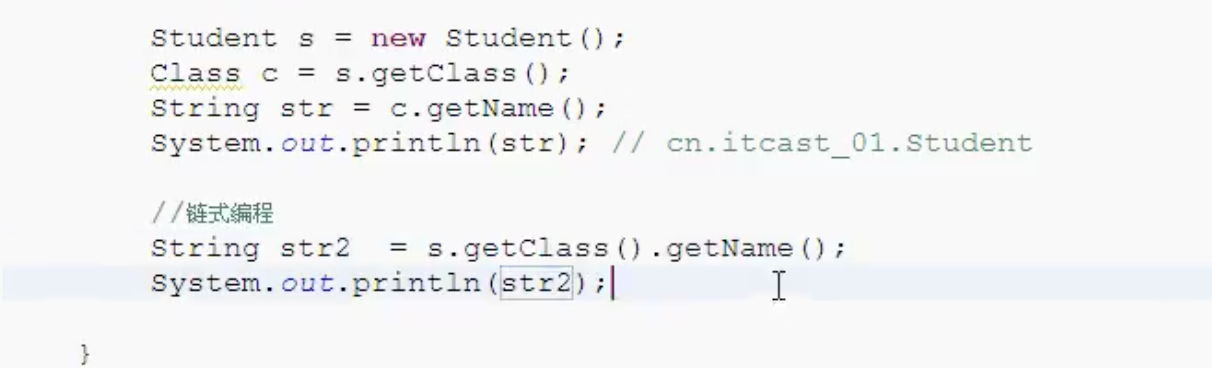 Student s = new Student();
Class c = s.getClass();
String str = c.getName();
System.out.println(str); // cn.itcast_01.Student
//链式编程
String str2  = s.getClass().getName();
System.out.println(str2);
}